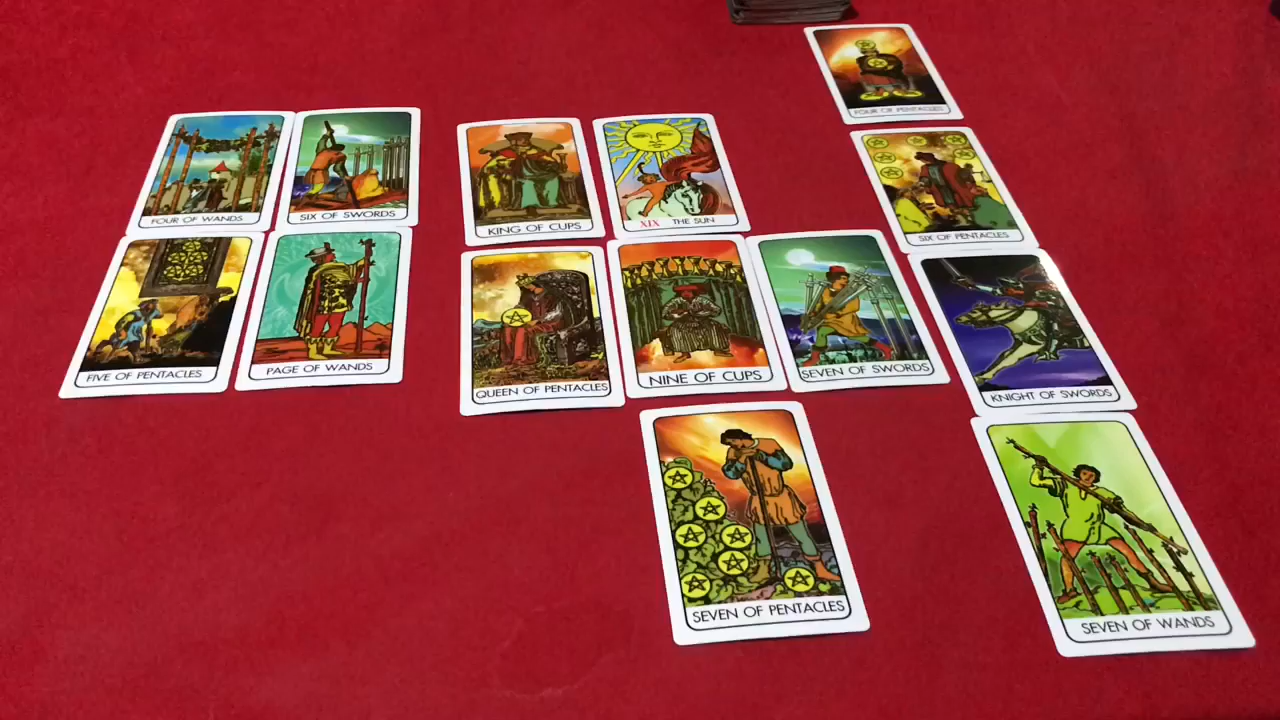 FOUR OF PENTACLES
FOUR OF WANDS
SIX OF SWORDS
KING OF CUPS
XIX THE SUN
SIX OF PENTACLES
FIVE OF PENTACLES
PAGE OF WANDS
QUEEN OF PENTACLES
NINE OF CUPS
SEVEN OF SWORDS
KNIGHT OF SWORDS
SEVEN OF PENTACLES
SEVEN OF WANDS